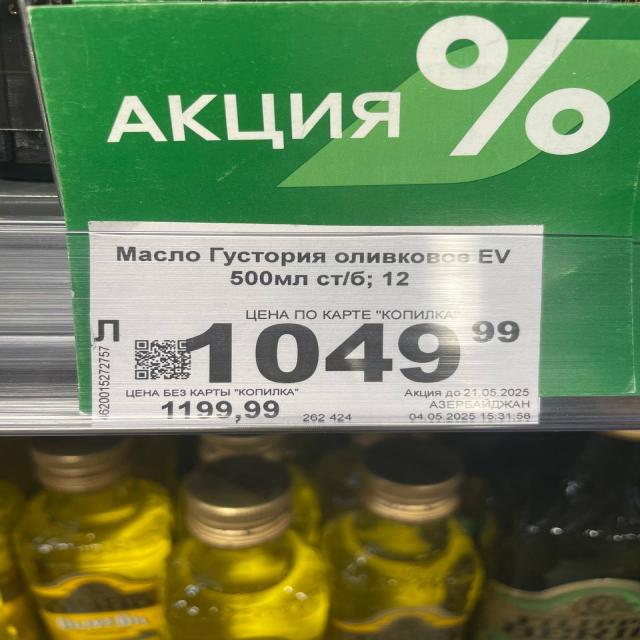 АКЦИЯ %
Масло Густория оливковое EV
500мл ст/б; 12
ЦЕНА ПО КАРТЕ "КОПИЛКА"
Л
1049 99
4620015272757
ЦЕНА БЕЗ КАРТЫ "КОПИЛКА"
1199,99
262 424
Акция до 21.05.2025
АЗЕРБАЙДЖАН
04.05.2025 15:31:56